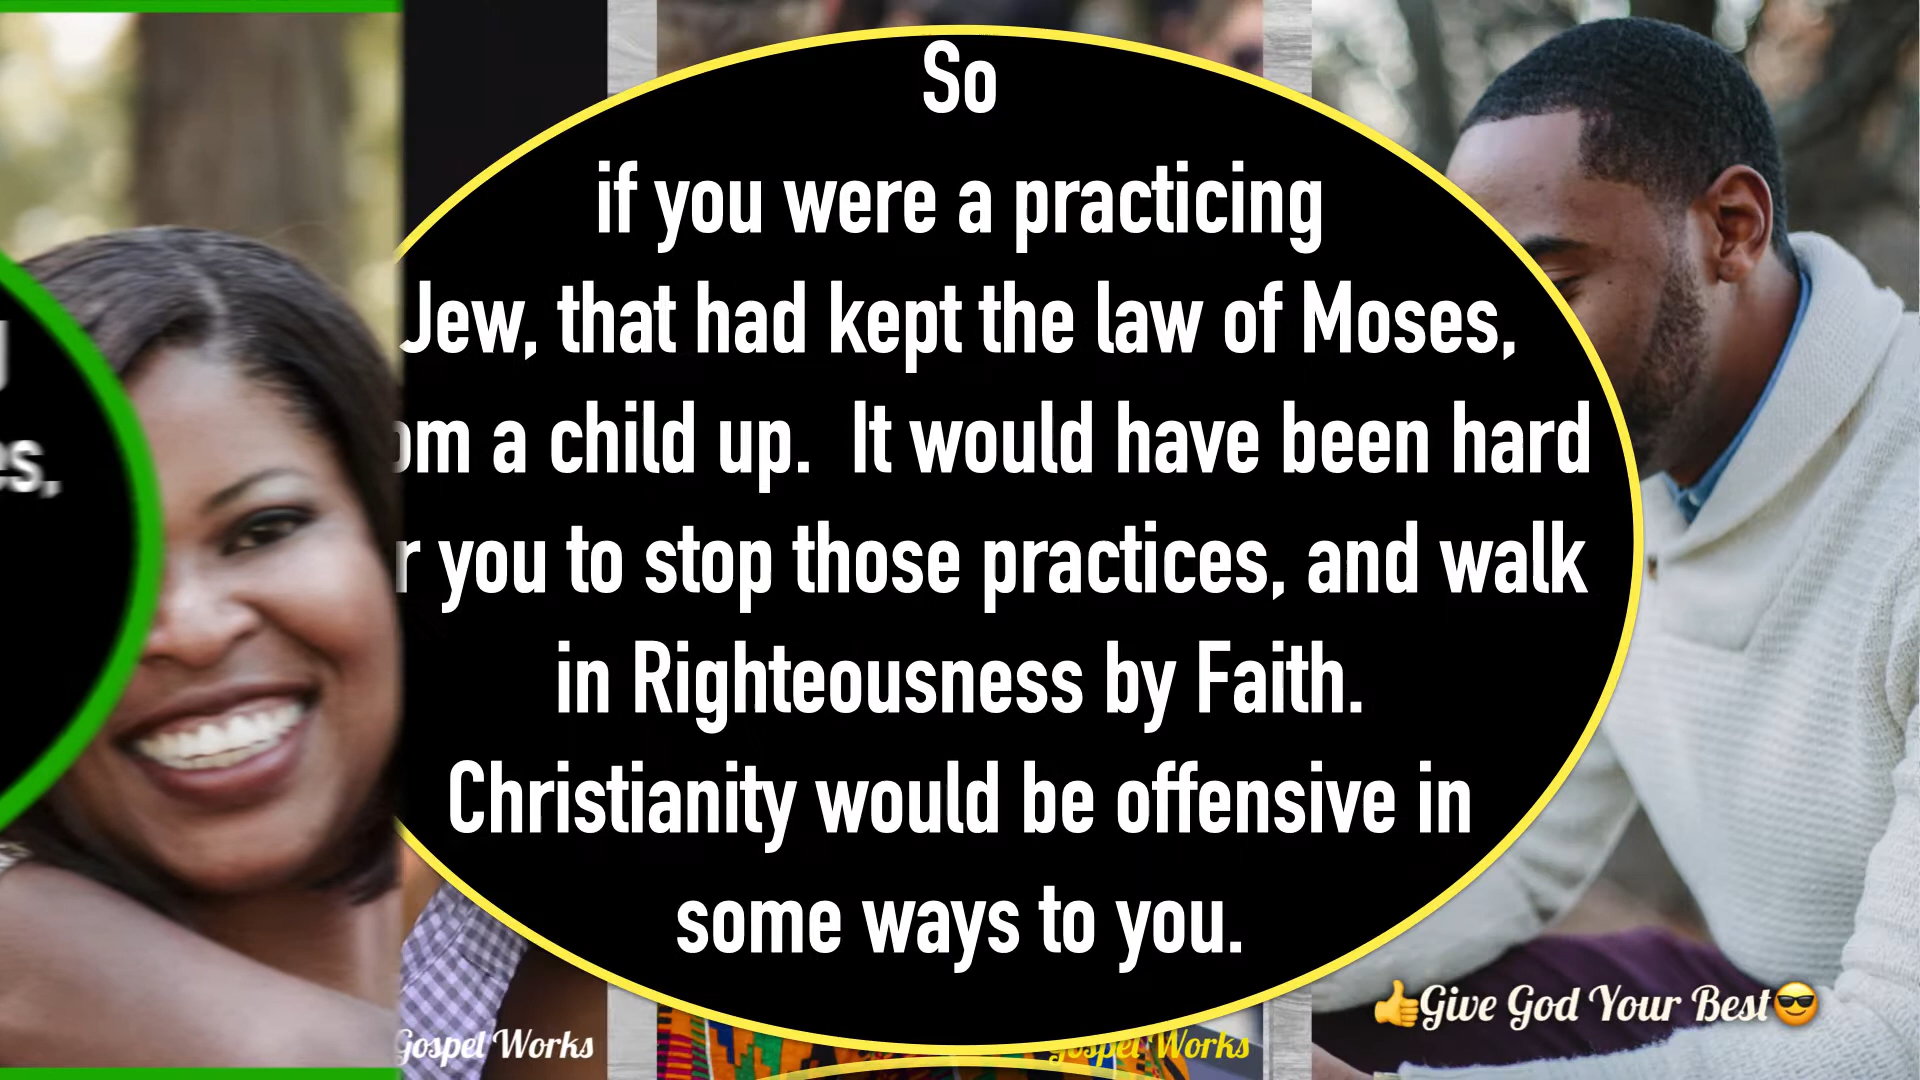 So
if you were a practicing
Jew, that had kept the law of Moses,
a child up. It would have been hard
you to stop those practices, and walk
in Righteousness by Faith.
Christianity would be offensive in
some ways to you.
👍Give God Your Best😎
Gospel Works
Gospel Works